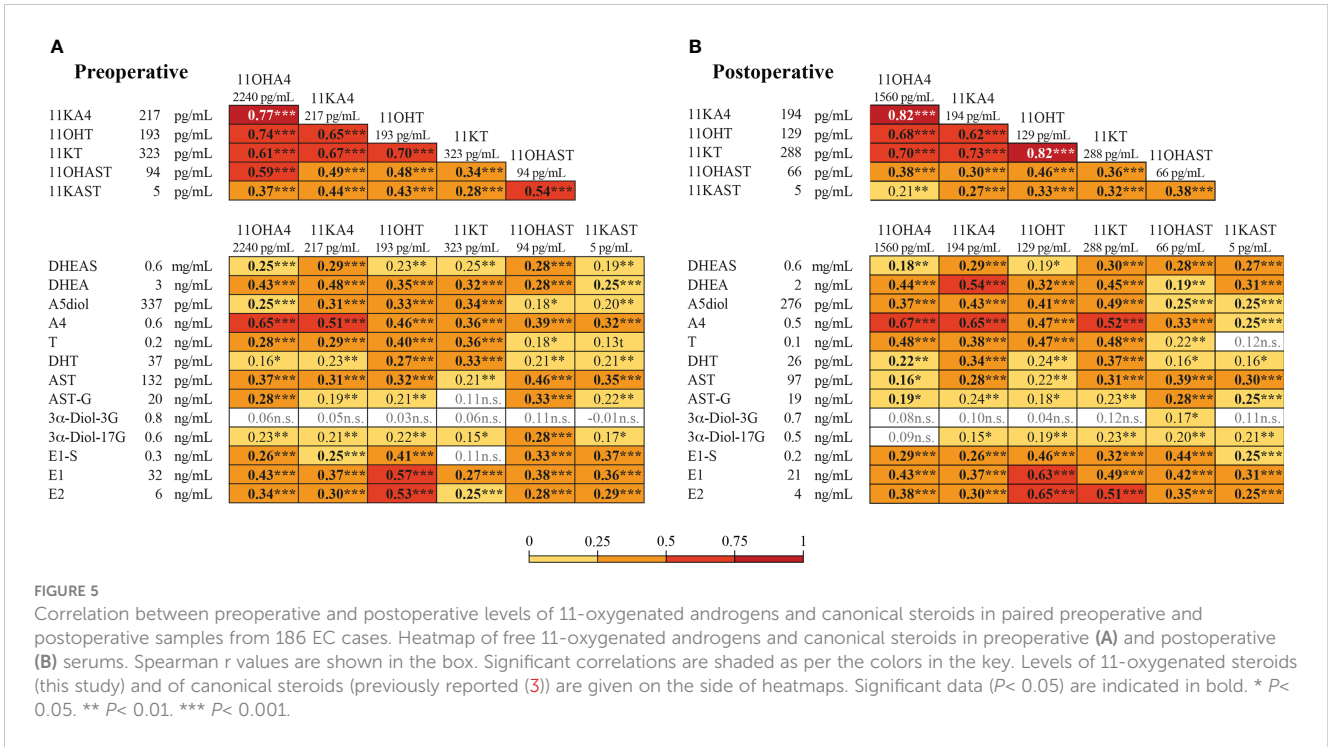 A
Preoperative
11OHA4
2240 pg/mL 11KA4
11KA4 217 pg/mL 0.77*** 217 pg/mL 11OHT
11OHT 193 pg/mL 0.74*** 0.65*** 193 pg/mL 11KT
11KT 323 pg/mL 0.61*** 0.67*** 0.70*** 323 pg/mL 11OHAST
11OHAST 94 pg/mL 0.59*** 0.49*** 0.48*** 0.34*** 94 pg/mL
11KAST 5 pg/mL 0.37*** 0.44*** 0.43*** 0.28*** 0.54***
11OHA4 11KA4 11OHT 11KT 11OHAST 11KAST
2240 pg/mL 217 pg/mL 193 pg/mL 323 pg/mL 94 pg/mL 5 pg/mL
DHEAS 0.6 mg/mL 0.25*** 0.29*** 0.23** 0.25** 0.28*** 0.19**
DHEA 3 ng/mL 0.43*** 0.48*** 0.35*** 0.32*** 0.28*** 0.25***
A5diol 337 pg/mL 0.25*** 0.31*** 0.33*** 0.34*** 0.18* 0.20**
A4 0.6 ng/mL 0.65*** 0.51*** 0.46*** 0.36*** 0.39*** 0.32***
T 0.2 ng/mL 0.28*** 0.29*** 0.40*** 0.36*** 0.18* 0.13t
DHT 37 pg/mL 0.16* 0.23** 0.27*** 0.33*** 0.21** 0.21**
AST 132 pg/mL 0.37*** 0.31*** 0.32*** 0.21** 0.46*** 0.35***
AST-G 20 ng/mL 0.28*** 0.19** 0.21** 0.11n.s. 0.33*** 0.22**
3α-Diol-3G 0.8 ng/mL 0.06n.s. 0.05n.s. 0.03n.s. 0.06n.s. 0.11n.s. -0.01n.s.
3α-Diol-17G 0.6 ng/mL 0.23** 0.21** 0.22** 0.15* 0.28*** 0.17*
E1-S 0.3 ng/mL 0.26*** 0.25*** 0.41*** 0.11n.s. 0.33*** 0.37***
E1 32 ng/mL 0.43*** 0.37*** 0.57*** 0.27*** 0.38*** 0.36***
E2 6 ng/mL 0.34*** 0.30*** 0.53*** 0.25*** 0.28*** 0.29***
B
Postoperative
11OHA4
1560 pg/mL 11KA4
11KA4 194 pg/mL 0.82*** 194 pg/mL 11OHT
11OHT 129 pg/mL 0.68*** 0.62*** 129 pg/mL 11KT
11KT 288 pg/mL 0.70*** 0.73*** 0.82*** 288 pg/mL 11OHAST
11OHAST 66 pg/mL 0.38*** 0.30*** 0.46*** 0.36*** 66 pg/mL
11KAST 5 pg/mL 0.21** 0.27*** 0.33*** 0.32*** 0.38***
11OHA4 11KA4 11OHT 11KT 11OHAST 11KAST
1560 pg/mL 194 pg/mL 129 pg/mL 288 pg/mL 66 pg/mL 5 pg/mL
DHEAS 0.6 mg/mL 0.18** 0.29*** 0.19* 0.30*** 0.28*** 0.27***
DHEA 2 ng/mL 0.44*** 0.54*** 0.32*** 0.45*** 0.19** 0.31***
A5diol 276 pg/mL 0.37*** 0.43*** 0.41*** 0.49*** 0.25*** 0.25***
A4 0.5 ng/mL 0.67*** 0.65*** 0.47*** 0.52*** 0.33*** 0.25***
T 0.1 ng/mL 0.48*** 0.38*** 0.47*** 0.48*** 0.22** 0.12n.s.
DHT 26 pg/mL 0.22** 0.34*** 0.24** 0.37*** 0.16* 0.16*
AST 97 pg/mL 0.16* 0.28*** 0.22** 0.31*** 0.39*** 0.30***
AST-G 19 ng/mL 0.19* 0.24** 0.18* 0.23** 0.28*** 0.25***
3α-Diol-3G 0.7 ng/mL 0.08n.s. 0.10n.s. 0.04n.s. 0.12n.s. 0.17* 0.11n.s.
3α-Diol-17G 0.5 ng/mL 0.09n.s. 0.15* 0.19** 0.23** 0.20** 0.21**
E1-S 0.2 ng/mL 0.29*** 0.26*** 0.46*** 0.32*** 0.44*** 0.25***
E1 21 ng/mL 0.43*** 0.37*** 0.63*** 0.49*** 0.42*** 0.31***
E2 4 ng/mL 0.38*** 0.30*** 0.65*** 0.51*** 0.35*** 0.25***
0 0.25 0.5 0.75 1
FIGURE 5
Correlation between preoperative and postoperative levels of 11-oxygenated androgens and canonical steroids in paired preoperative and
postoperative samples from 186 EC cases. Heatmap of free 11-oxygenated androgens and canonical steroids in preoperative (A) and postoperative
(B) serums. Spearman r values are shown in the box. Significant correlations are shaded as per the colors in the key. Levels of 11-oxygenated steroids
(this study) and of canonical steroids (previously reported (3)) are given on the side of heatmaps. Significant data (P< 0.05) are indicated in bold. * P<
0.05. ** P< 0.01. *** P< 0.001.